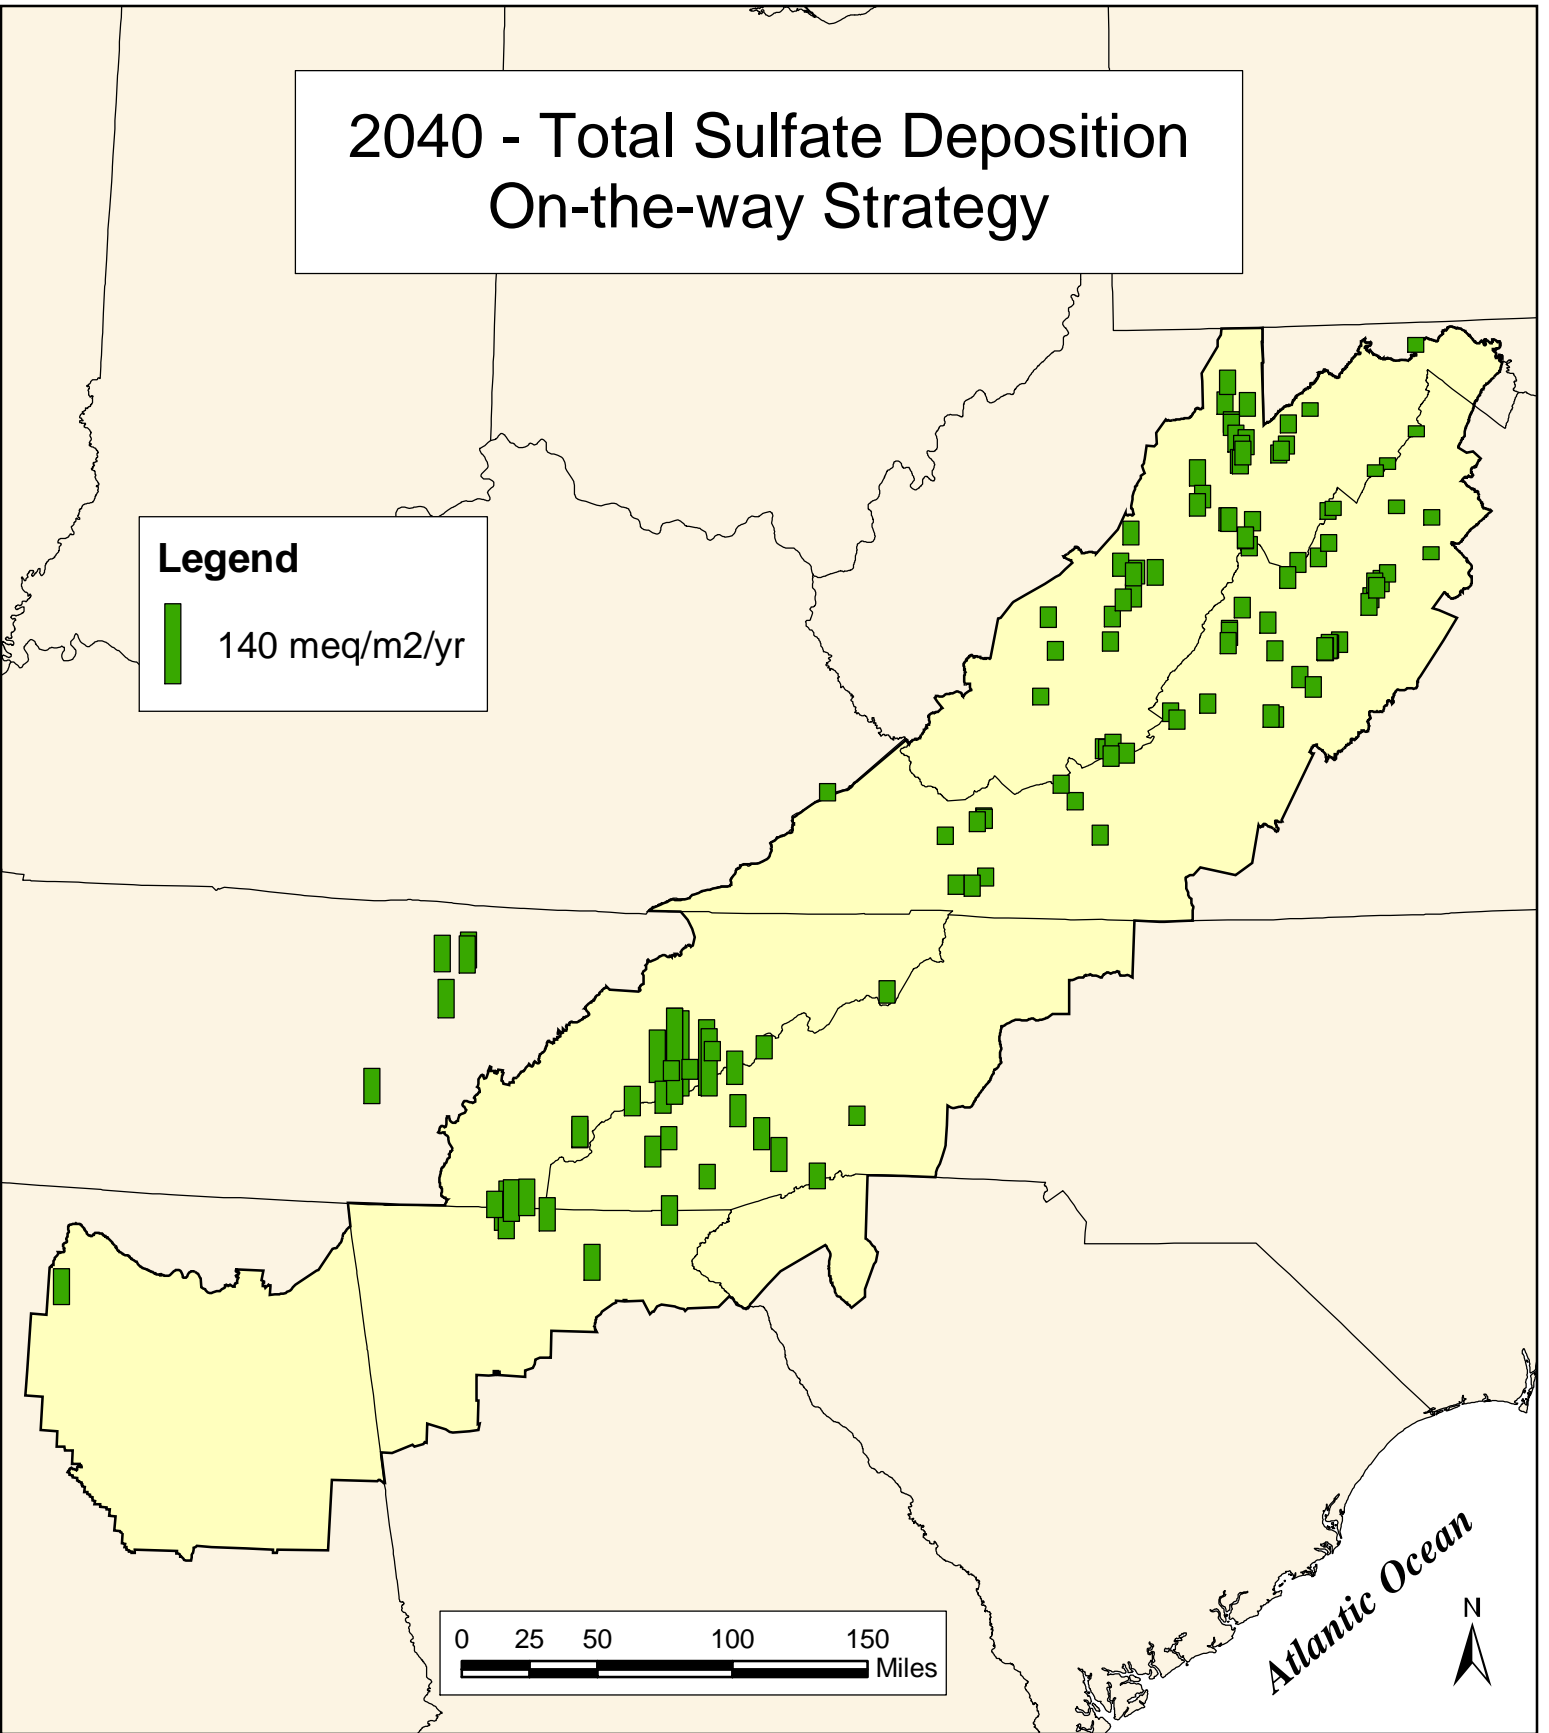 2040 - Total Sulfate Deposition
On-the-way Strategy
Legend
140 meq/m2/yr
0 25 50 100 150
Miles
Atlantic Ocean
N